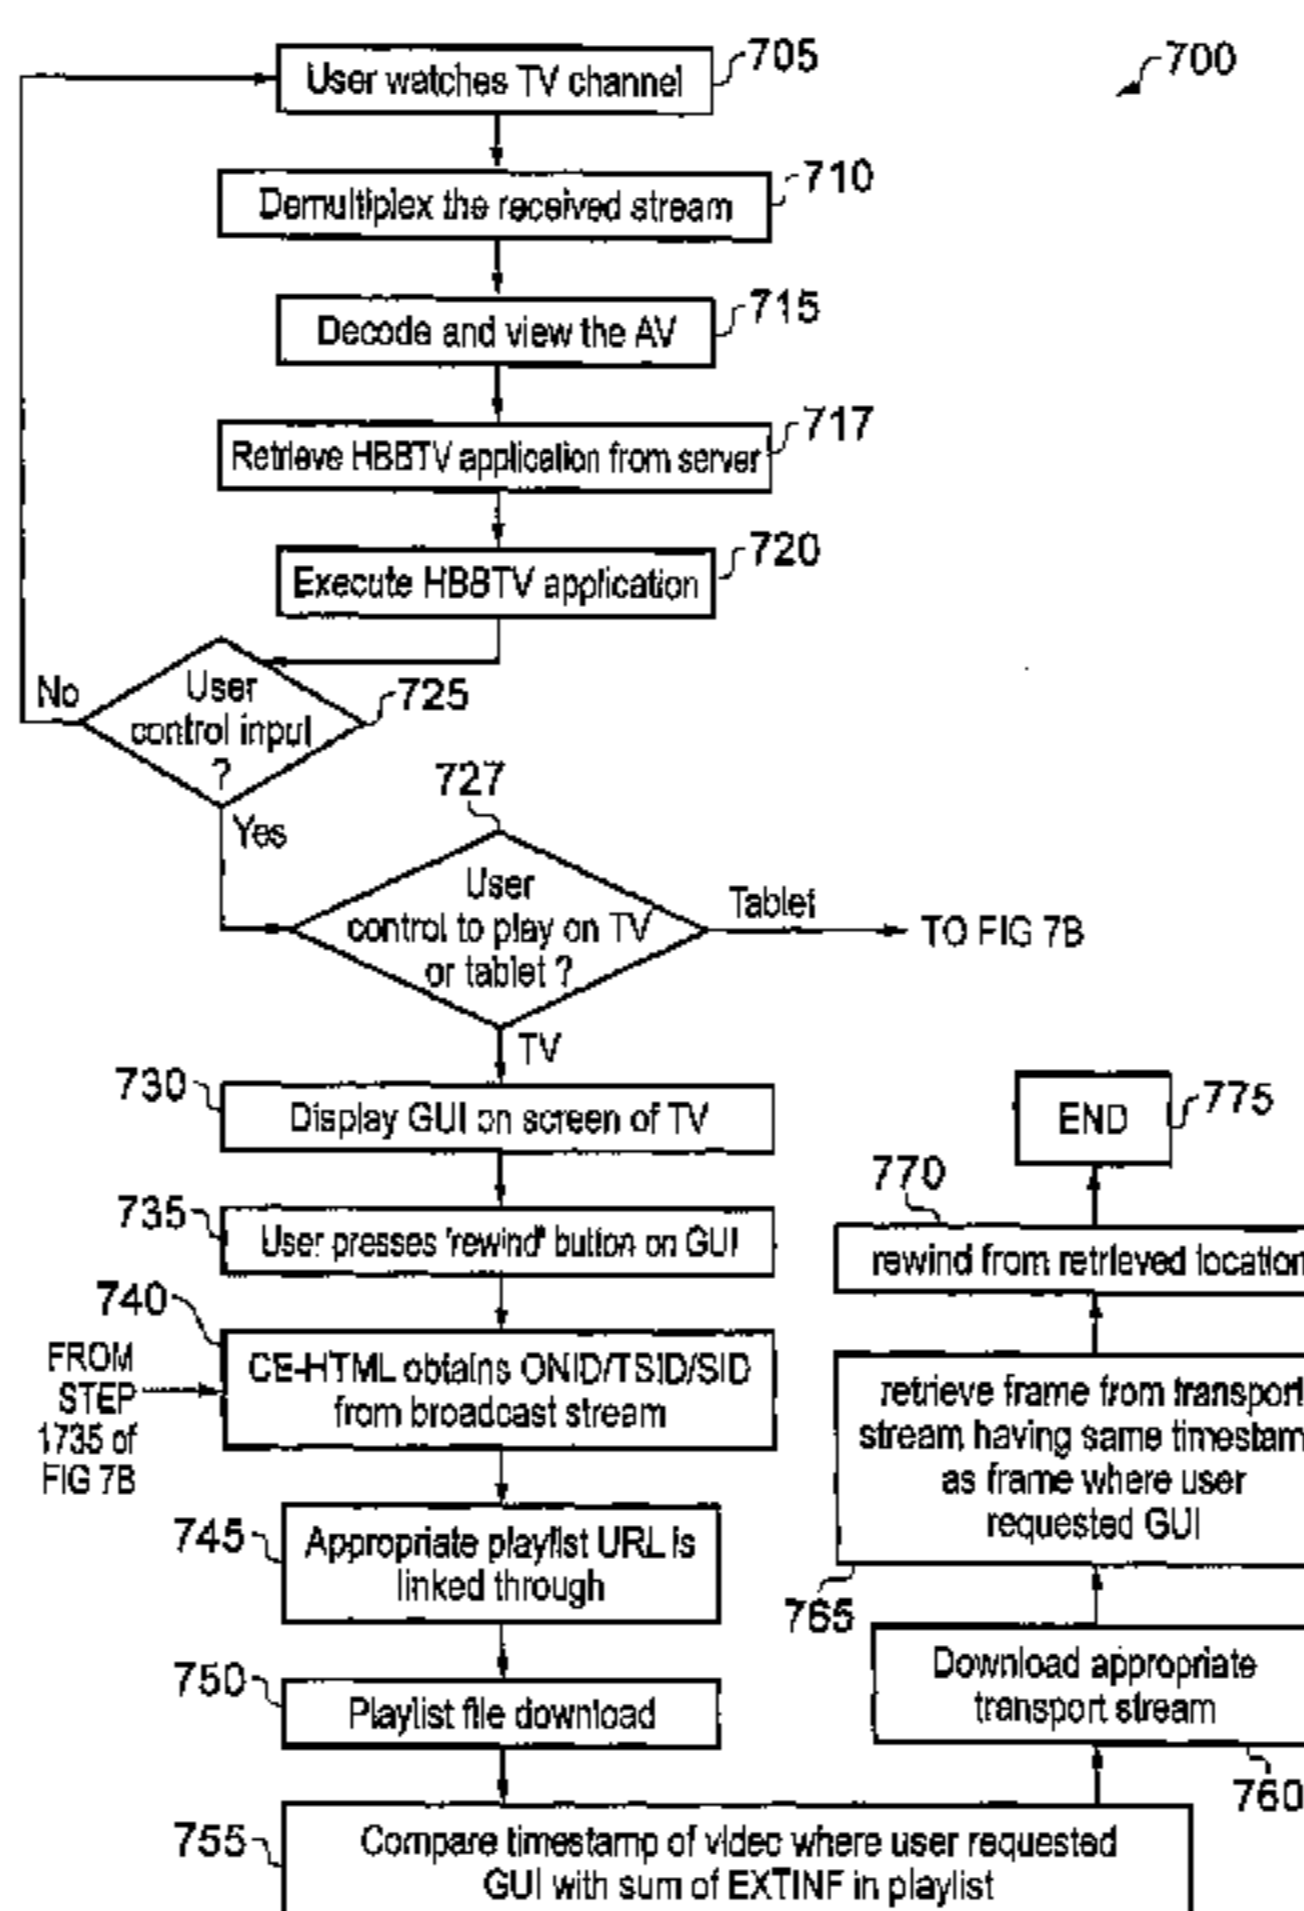 700
705
User watches TV channel
710
Demultiplex the received stream
715
Decode and view the AV
717
Retrieve HBBTV application from server
720
Execute HBBTV application
No
User
control input
?
725
Yes
727
User
control to play on TV
or tablet ?
Tablet
TO FIG 7B
TV
730
Display GUI on screen of TV
735
User presses 'rewind' button on GUI
740
FROM
STEP
1735 of
FIG 7B
CE-HTML obtains ONID/TSID/SID
from broadcast stream
745
Appropriate playlist URL is
linked through
750
Playlist file download
755
Compare timestamp of video where user requested
GUI with sum of EXTINF in playlist
760
Download appropriate
transport stream
765
retrieve frame from transport
stream having same timestam
as frame where user
requested GUI
770
rewind from retrieved location
775
END